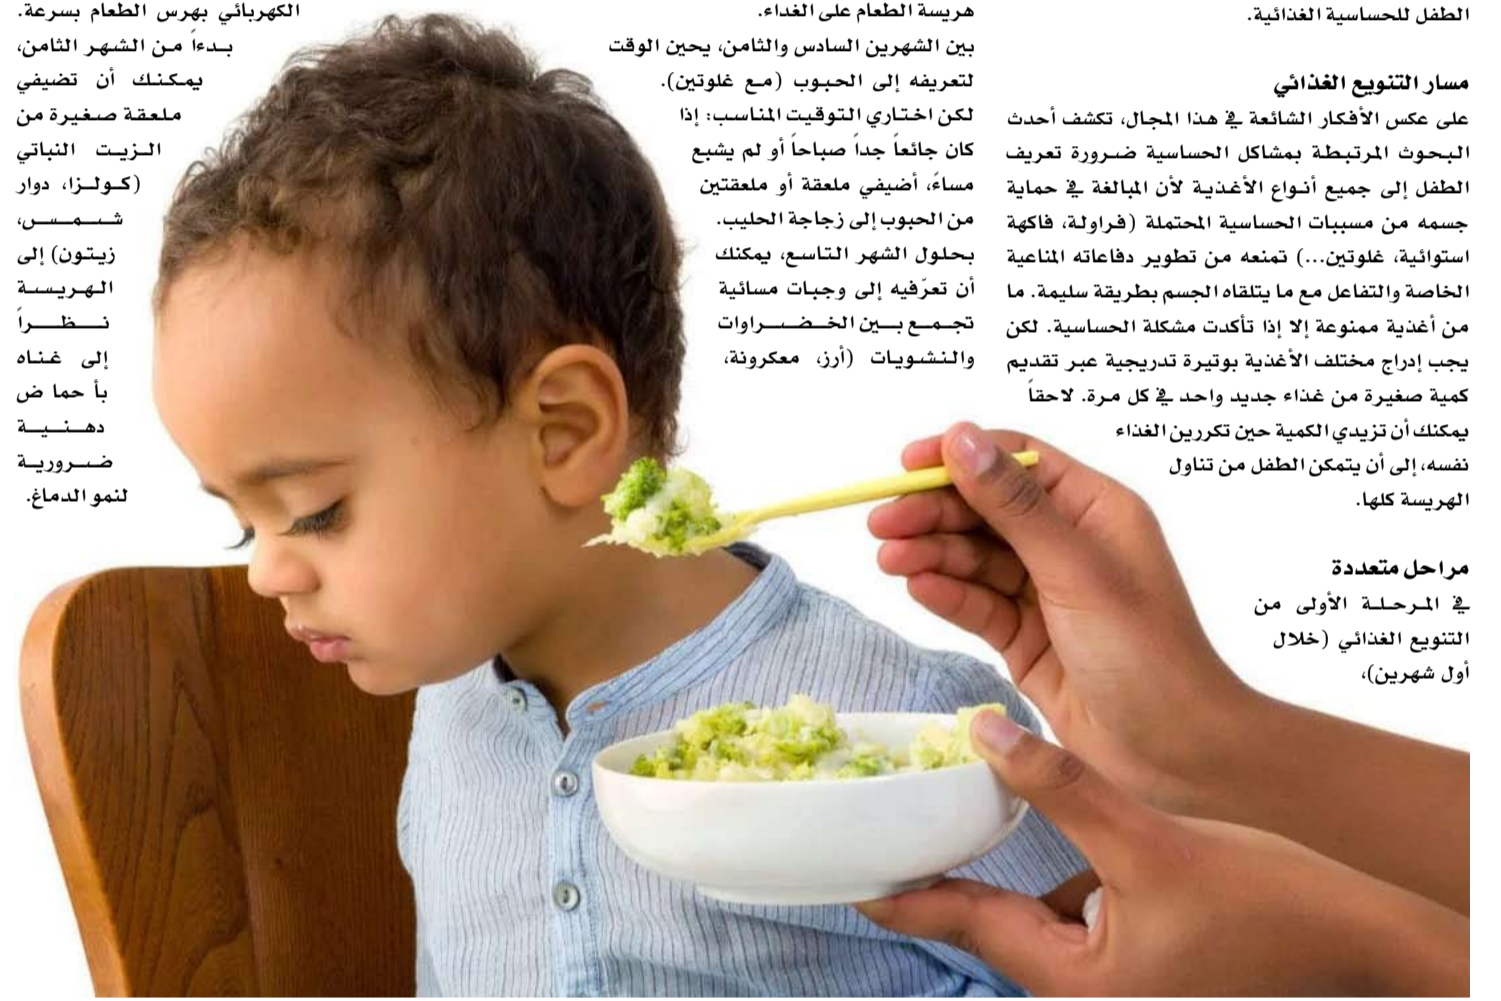 الطفل للحساسية الغذائية.
مسار التنويع الغذائي
على عكس الأفكار الشائعة في هذا المجال، تكشف أحدث
البحوث المرتبطة بمشاكل الحساسية ضرورة تعريف
الطفل إلى جميع أنواع الأغذية لأن المبالغة في حماية
جسمه من مسببات الحساسية المحتملة (فراولة، فاكهة
استوائية، غلوتين...) تمنعه من تطوير دفاعاته المناعية
الخاصة والتفاعل مع ما يتلقاه الجسم بطريقة سليمة. ما
من أغذية ممنوعة إلا إذا تأكدت مشكلة الحساسية. لكن
يجب إدراج مختلف الأغذية بوتيرة تدريجية عبر تقديم
كمية صغيرة من غذاء جديد واحد في كل مرة. لاحقاً
يمكنك أن تزيدي الكمية حين تكررين الغذاء
نفسه، إلى أن يتمكن الطفل من تناول
الهريسة كلها.
مراحل متعددة
في المرحلة الأولى من
التنويع الغذائي (خلال
أول شهرين)،
هريسة الطعام على الغداء.
بين الشهرين السادس والثامن، يحين الوقت
لتعريفه إلى الحبوب (مع غلوتين).
لكن اختاري التوقيت المناسب: إذا
كان جائعاً جداً صباحاً أو لم يشبع
مساءً، أضيفي ملعقة أو ملعقتين
من الحبوب إلى زجاجة الحليب.
بحلول الشهر التاسع، يمكنك
أن تعرّفيه إلى وجبات مسائية
تجمع بين الخضراوات
والنشويات (أرز، معكرونة،
الكهربائي بهرس الطعام بسرعة.
بدءاً من الشهر الثامن،
يمكنك أن تضيفي
ملعقة صغيرة من
الزيت النباتي
(كولزا، دوار
شمس،
زيتون) إلى
الهريسة
نظراً
إلى غناه
بأ حما ض
دهنية
ضرورية
لنمو الدماغ.